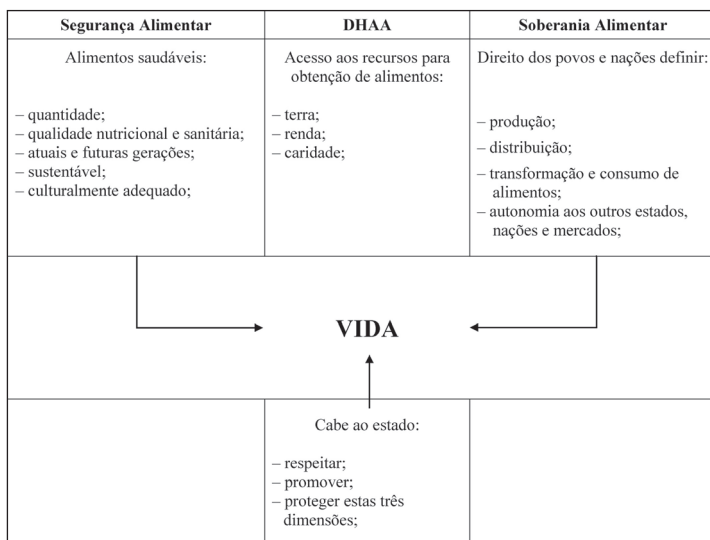 Segurança Alimentar
Alimentos saudáveis:
– quantidade;
– qualidade nutricional e sanitária;
– atuais e futuras gerações;
– sustentável;
– culturalmente adequado;
DHAA
Acesso aos recursos para
obtenção de alimentos:
– terra;
– renda;
– caridade;
Soberania Alimentar
Direito dos povos e nações definir:
– produção;
– distribuição;
– transformação e consumo de
alimentos;
– autonomia aos outros estados,
nações e mercados;
VIDA
Cabe ao estado:
– respeitar;
– promover;
– proteger estas três
dimensões;